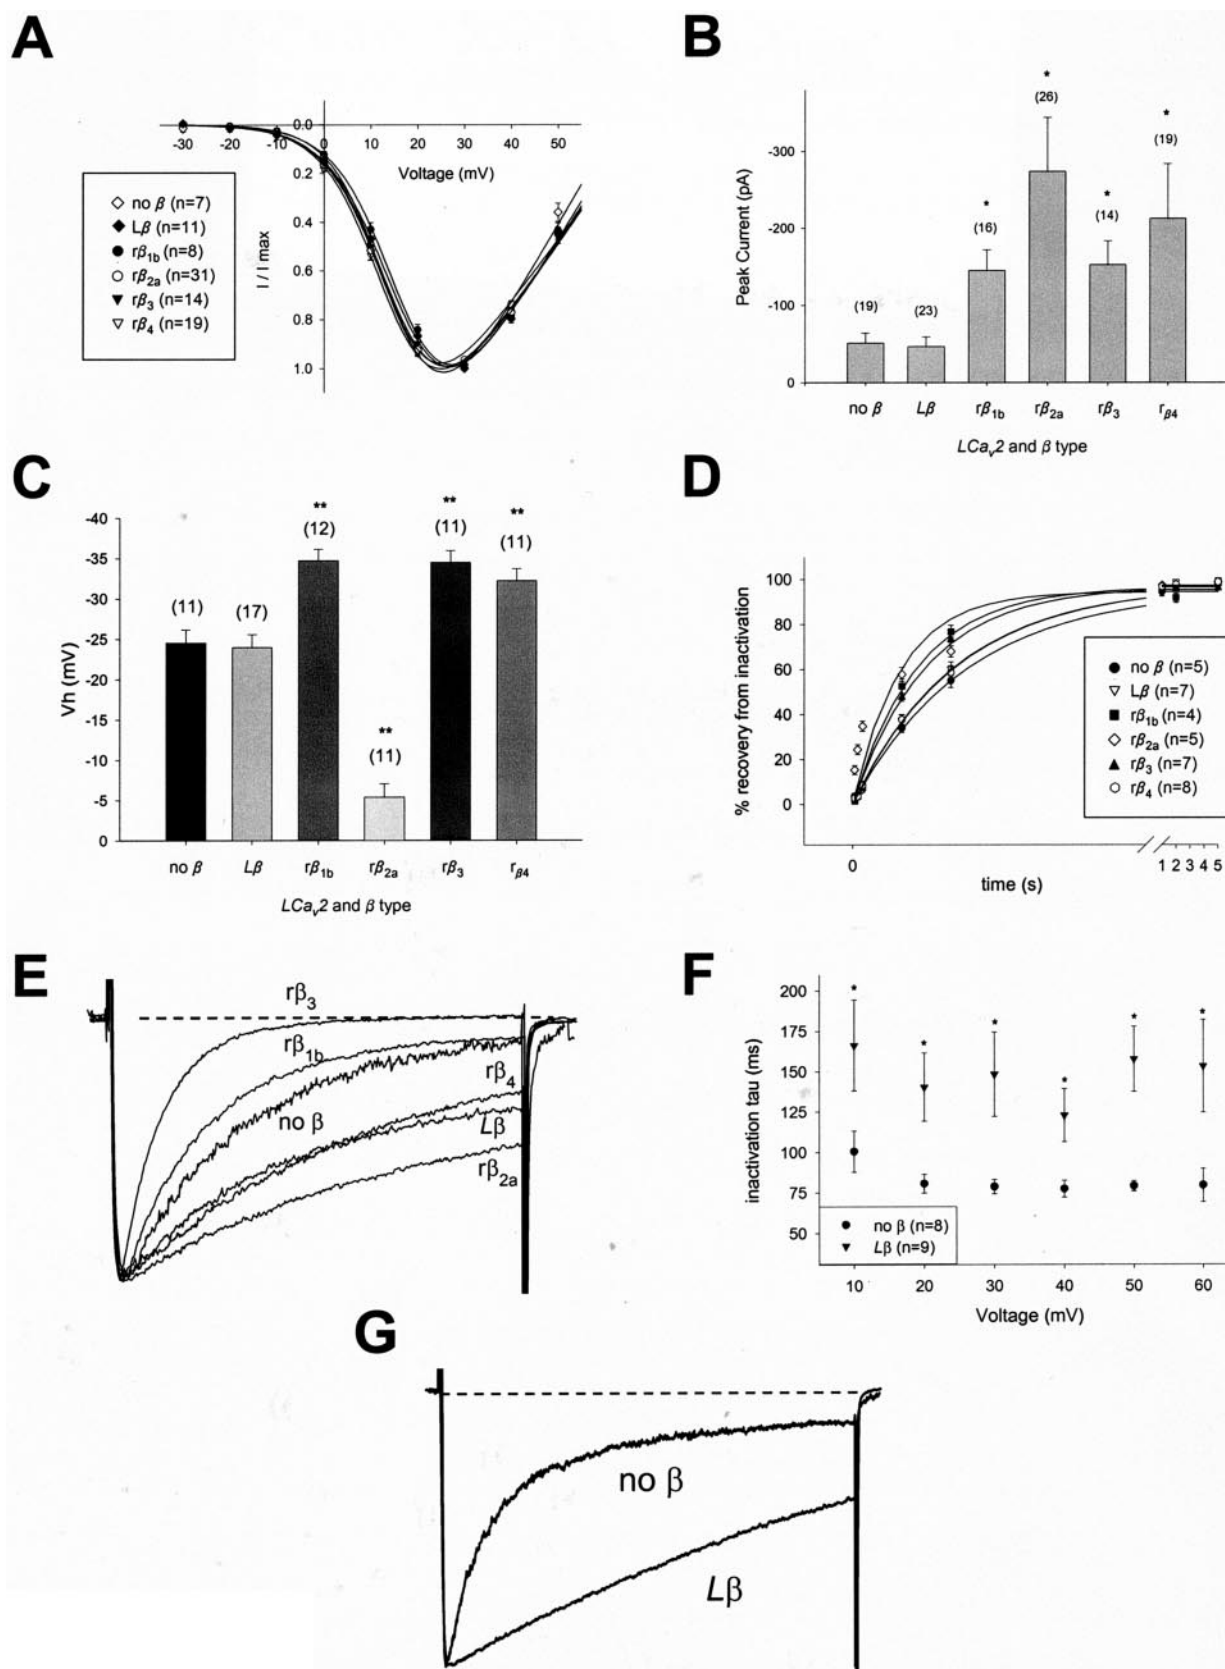 A
0.0
-30 -20 -10 0 10 20 30 40 50
Voltage (mV)
0.2
0.4
0.6
0.8
1.0
I / I max
no β (n=7)
Lβ (n=11)
rβ1b (n=8)
rβ2a (n=31)
rβ3 (n=14)
rβ4 (n=19)
B
Peak Current (pA)
-300
-200
-100
0
(19) (23) * (16) * (26) * (14) * (19)
no β Lβ rβ1b rβ2a rβ3 rβ4
LCav2 and β type
C
Vh (mV)
-40
-35
-30
-25
-20
-15
-10
-5
0
(11) (17) ** (12) ** (11) ** (11) ** (11)
no β Lβ rβ1b rβ2a rβ3 rβ4
LCav2 and β type
D
% recovery from inactivation
100
80
60
40
20
0
0 1 2 3 4 5
time (s)
no β (n=5)
Lβ (n=7)
rβ1b (n=4)
rβ2a (n=5)
rβ3 (n=7)
rβ4 (n=8)
E
rβ3
rβ1b
rβ4
no β
Lβ
rβ2a
F
inactivation tau (ms)
200
175
150
125
100
75
50
* * * * * *
no β (n=8)
Lβ (n=9)
10 20 30 40 50 60
Voltage (mV)
G
no β
Lβ